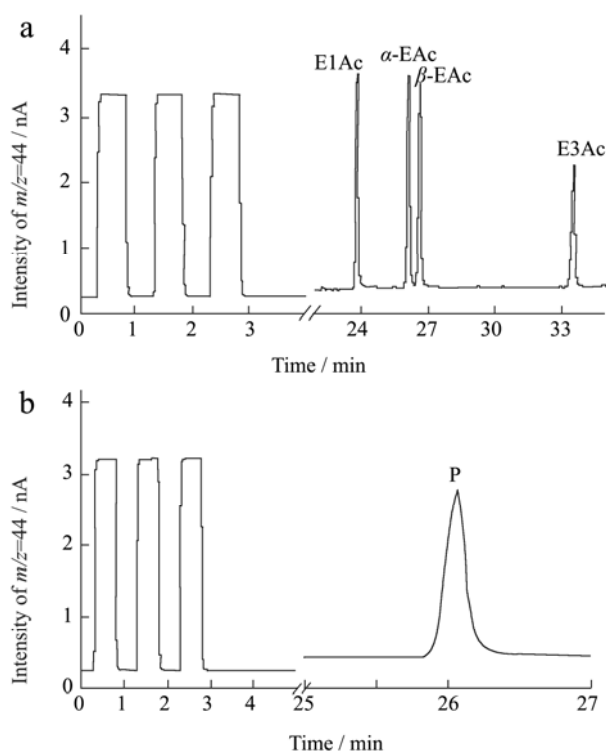 a
4
3
2
1
0
Intensity of m/z=44 / nA
E1Ac
α-EAc
β-EAc
E3Ac
0 1 2 3 24 27 30 33
Time / min
b
4
3
2
1
0
Intensity of m/z=44 / nA
P
0 1 2 3 4 25 26 27
Time / min